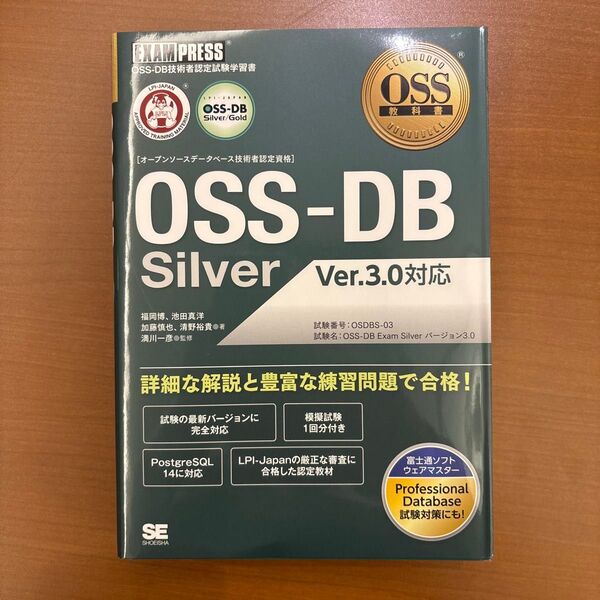 EXAMPRESS
OSS-DB技術者認定試験学習書
LPI-JAPAN
APPROVED TRAINING MATERIAL
LPI-JAPAN
OSS-DB
Silver/Gold
OSS
教科書
®
[オープンソースデータベース技術者認定資格]
OSS-DB
Silver
Ver.3.0対応
福岡博、池田真洋
加藤慎也、清野裕貴●著
満川一彦●監修
試験番号:OSDBS-03
試験名:OSS-DB Exam Silver バージョン3.0
詳細な解説と豊富な練習問題で合格!
試験の最新バージョンに
完全対応
模擬試験
1回分付き
PostgreSQL
14に対応
LPI-Japanの厳正な審査に
合格した認定教材
富士通ソフト
ウェアマスター
Professional
Database
試験対策にも!
SE
SHOEISHA